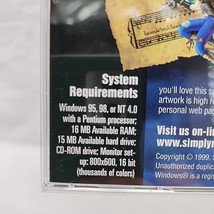 System
Requirements
Windows 95, 98, or NT 4.0
with a Pentium processor;
16 MB Available RAM;
15 MB Available hard drive;
CD-ROM drive; Monitor set-
up: 800x600, 16 bit
(thousands of colors)
you'll love this s
artwork is high r
personal web pag
Visit us on-li
www.simplyn
Copyright © 1999, S
Unauthorized duplic
Windows® is a regi